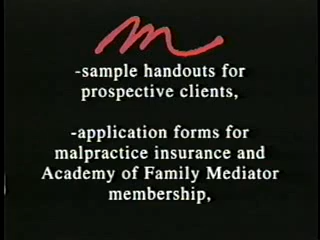 m
-sample handouts for
prospective clients,
-application forms for
malpractice insurance and
Academy of Family Mediator
membership,